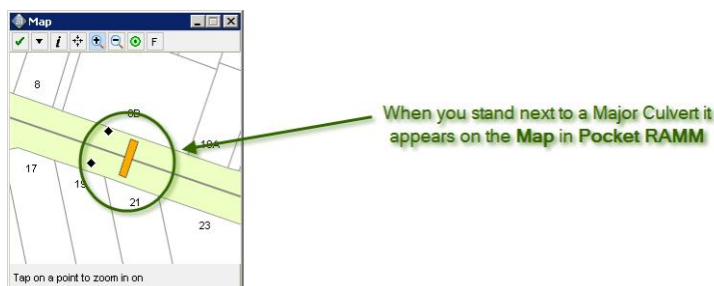 Map
i
F
8
8B
19A
17
19
21
23
Tap on a point to zoom in on
When you stand next to a Major Culvert it
appears on the Map in Pocket RAMM